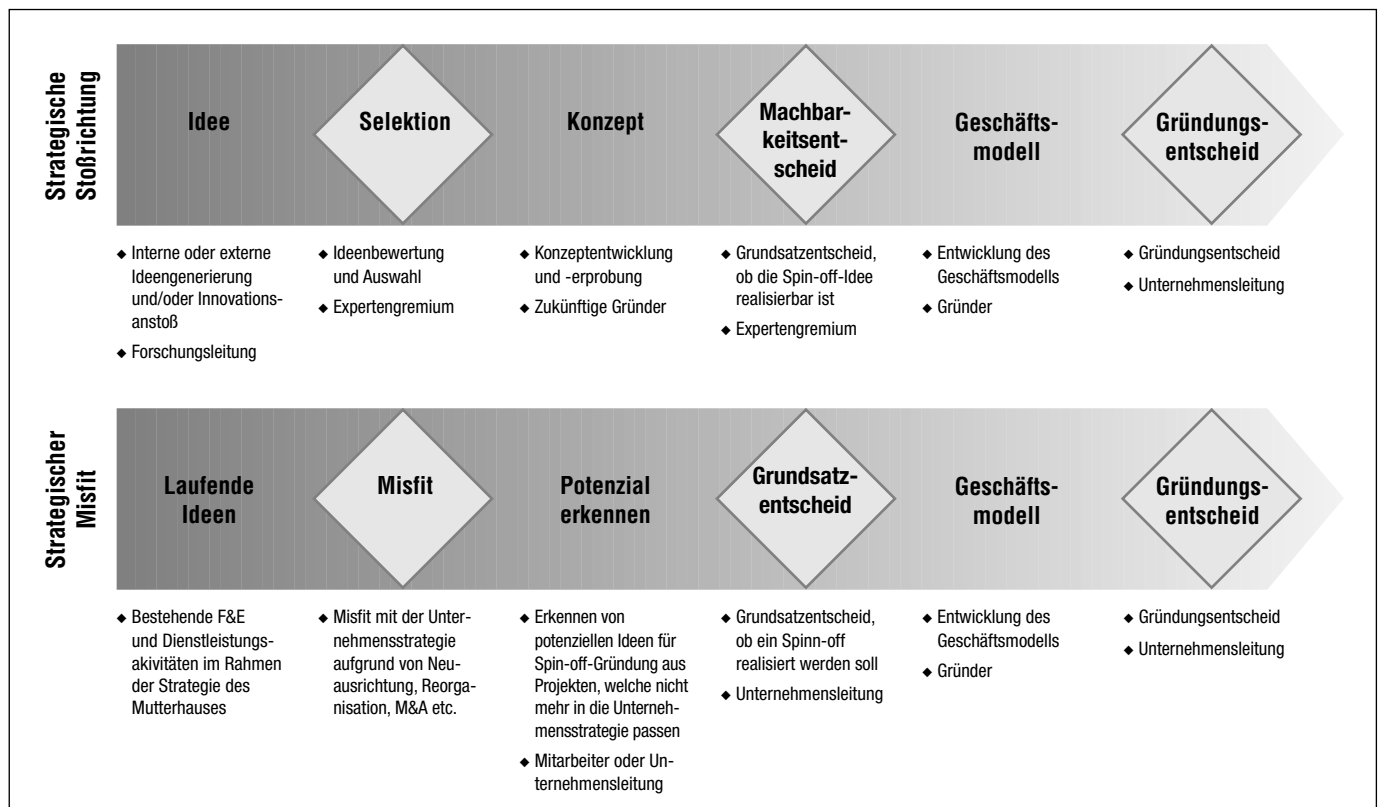 Strategische
Stoßrichtung
Idee
Selektion
Konzept
Machbar-
keitsent-
scheid
Geschäfts-
modell
Gründungs-
entscheid
◆ Interne oder externe
Ideengenerierung
und/oder Innovations-
anstoß
◆ Forschungsleitung
◆ Ideenbewertung
und Auswahl
◆ Expertengremium
◆ Konzeptentwicklung
und -erprobung
◆ Zukünftige Gründer
◆ Grundsatzentscheid,
ob die Spin-off-Idee
realisierbar ist
◆ Expertengremium
◆ Entwicklung des
Geschäftsmodells
◆ Gründer
◆ Gründungsentscheid
◆ Unternehmensleitung
Strategischer
Misfit
Laufende
Ideen
Misfit
Potenzial
erkennen
Grundsatz-
entscheid
Geschäfts-
modell
Gründungs-
entscheid
◆ Bestehende F&E
und Dienstleistungs-
akivitäten im Rahmen
der Strategie des
Mutterhauses
◆ Misfit mit der Unter-
nehmensstrategie
aufgrund von Neu-
ausrichtung, Reorga-
nisation, M&A etc.
◆ Erkennen von
potenziellen Ideen für
Spin-off-Gründung aus
Projekten, welche nicht
mehr in die Unterneh-
mensstrategie passen
◆ Mitarbeiter oder Un-
ternehmensleitung
◆ Grundsatzentscheid,
ob ein Spinn-off
realisiert werden soll
◆ Unternehmensleitung
◆ Entwicklung des
Geschäftsmodells
◆ Gründer
◆ Gründungsentscheid
◆ Unternehmensleitung